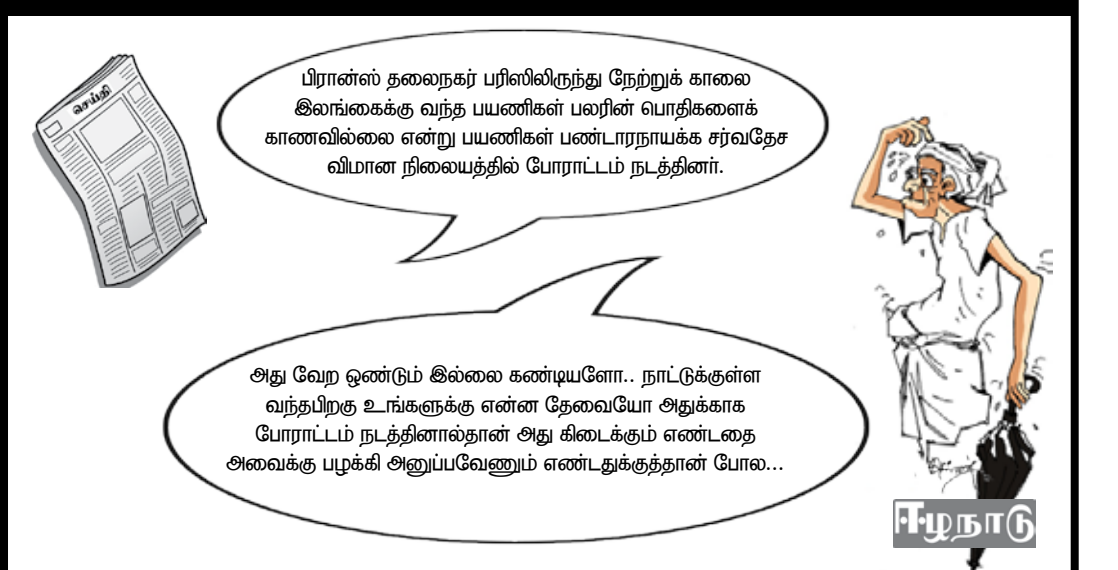 செய்தி
பிரான்ஸ் தலைநகர் பரிஸிலிருந்து நேற்றுக் காலை
இலங்கைக்கு வந்த பயணிகள் பலரின் பொதிகளைக்
காணவில்லை என்று பயணிகள் பண்டாரநாயக்க சர்வதேச
விமான நிலையத்தில் போராட்டம் நடத்தினர்.
அது வேற ஒண்டும் இல்லை கண்டியளோ.. நாட்டுக்குள்ள
வந்தபிறகு உங்களுக்கு என்ன தேவையோ அதுக்காக
போராட்டம் நடத்தினால்தான் அது கிடைக்கும் எண்டதை
அவைக்கு பழக்கி அனுப்பவேணும் எண்டதுக்குத்தான் போல...
ஈழநாடு